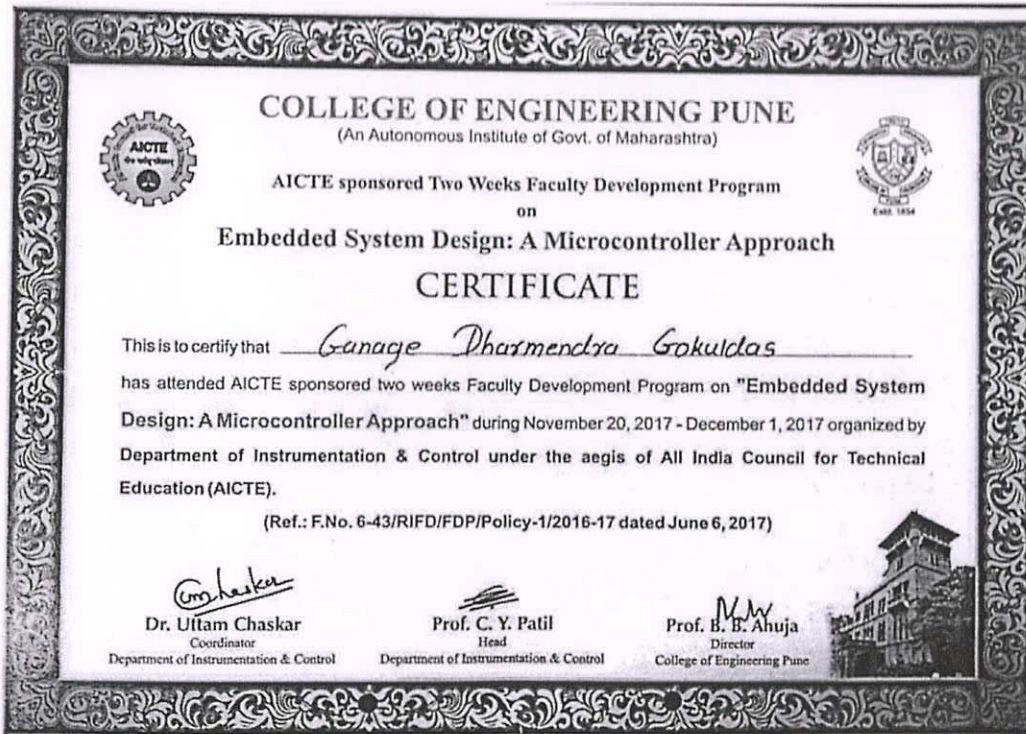 COLLEGE OF ENGINEERING PUNE
(An Autonomous Institute of Govt. of Maharashtra)
AICTE
Estd. 1854
AICTE sponsored Two Weeks Faculty Development Program
on
Embedded System Design: A Microcontroller Approach
CERTIFICATE
This is to certify that Ganage Dharmendra Gokuldas
has attended AICTE sponsored two weeks Faculty Development Program on "Embedded System
Design: A Microcontroller Approach" during November 20, 2017 - December 1, 2017 organized by
Department of Instrumentation & Control under the aegis of All India Council for Technical
Education (AICTE).
(Ref.: F.No. 6-43/RIFD/FDP/Policy-1/2016-17 dated June 6, 2017)
Dr. Uttam Chaskar
Coordinator
Department of Instrumentation & Control
Prof. C. Y. Patil
Head
Department of Instrumentation & Control
Prof. B. B. Ahuja
Director
College of Engineering Pune